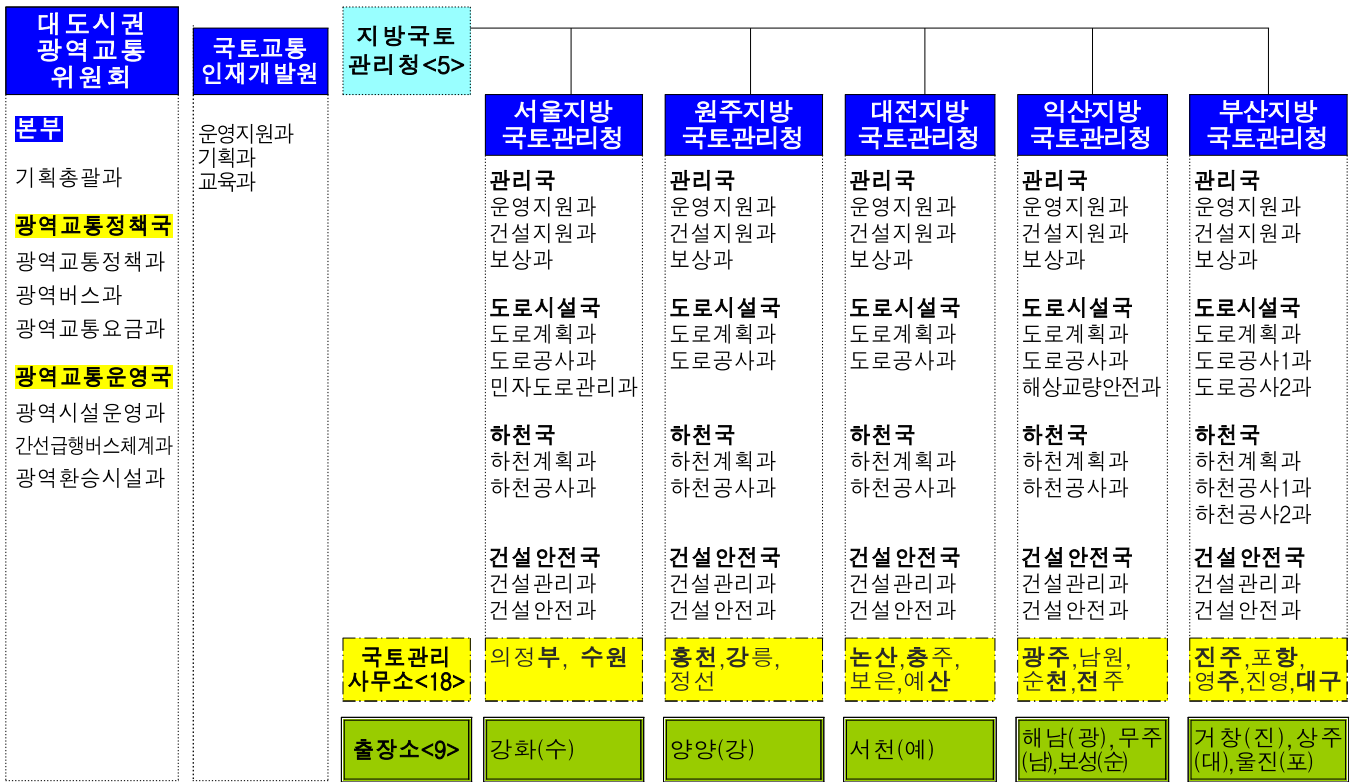 대도시권
광역교통
위원회
본부
기획총괄과
광역교통정책국
광역교통정책과
광역버스과
광역교통요금과
광역교통운영국
광역시설운영과
간선급행버스체계과
광역환승시설과
국토교통
인재개발원
운영지원과
기획과
교육과
지방국토
관리청<5>
서울지방
국토관리청
관리국
운영지원과
건설지원과
보상과
도로시설국
도로계획과
도로공사과
민자도로관리과
하천국
하천계획과
하천공사과
건설안전국
건설관리과
건설안전과
원주지방
국토관리청
관리국
운영지원과
건설지원과
보상과
도로시설국
도로계획과
도로공사과
하천국
하천계획과
하천공사과
건설안전국
건설관리과
건설안전과
대전지방
국토관리청
관리국
운영지원과
건설지원과
보상과
도로시설국
도로계획과
도로공사과
하천국
하천계획과
하천공사과
건설안전국
건설관리과
건설안전과
익산지방
국토관리청
관리국
운영지원과
건설지원과
보상과
도로시설국
도로계획과
도로공사과
해상교량안전과
하천국
하천계획과
하천공사과
건설안전국
건설관리과
건설안전과
부산지방
국토관리청
관리국
운영지원과
건설지원과
보상과
도로시설국
도로계획과
도로공사1과
도로공사2과
하천국
하천계획과
하천공사1과
하천공사2과
건설안전국
건설관리과
건설안전과
국토관리
사무소<18>
의정부, 수원
홍천,강릉,
정선
논산,충주,
보은,예산
광주,남원,
순천,전주
진주,포항,
영주,진영,대구
출장소<9>
강화(수)
양양(강)
서천(예)
해남(광),무주
(남),보성(순)
거창(진),상주
(대),울진(포)